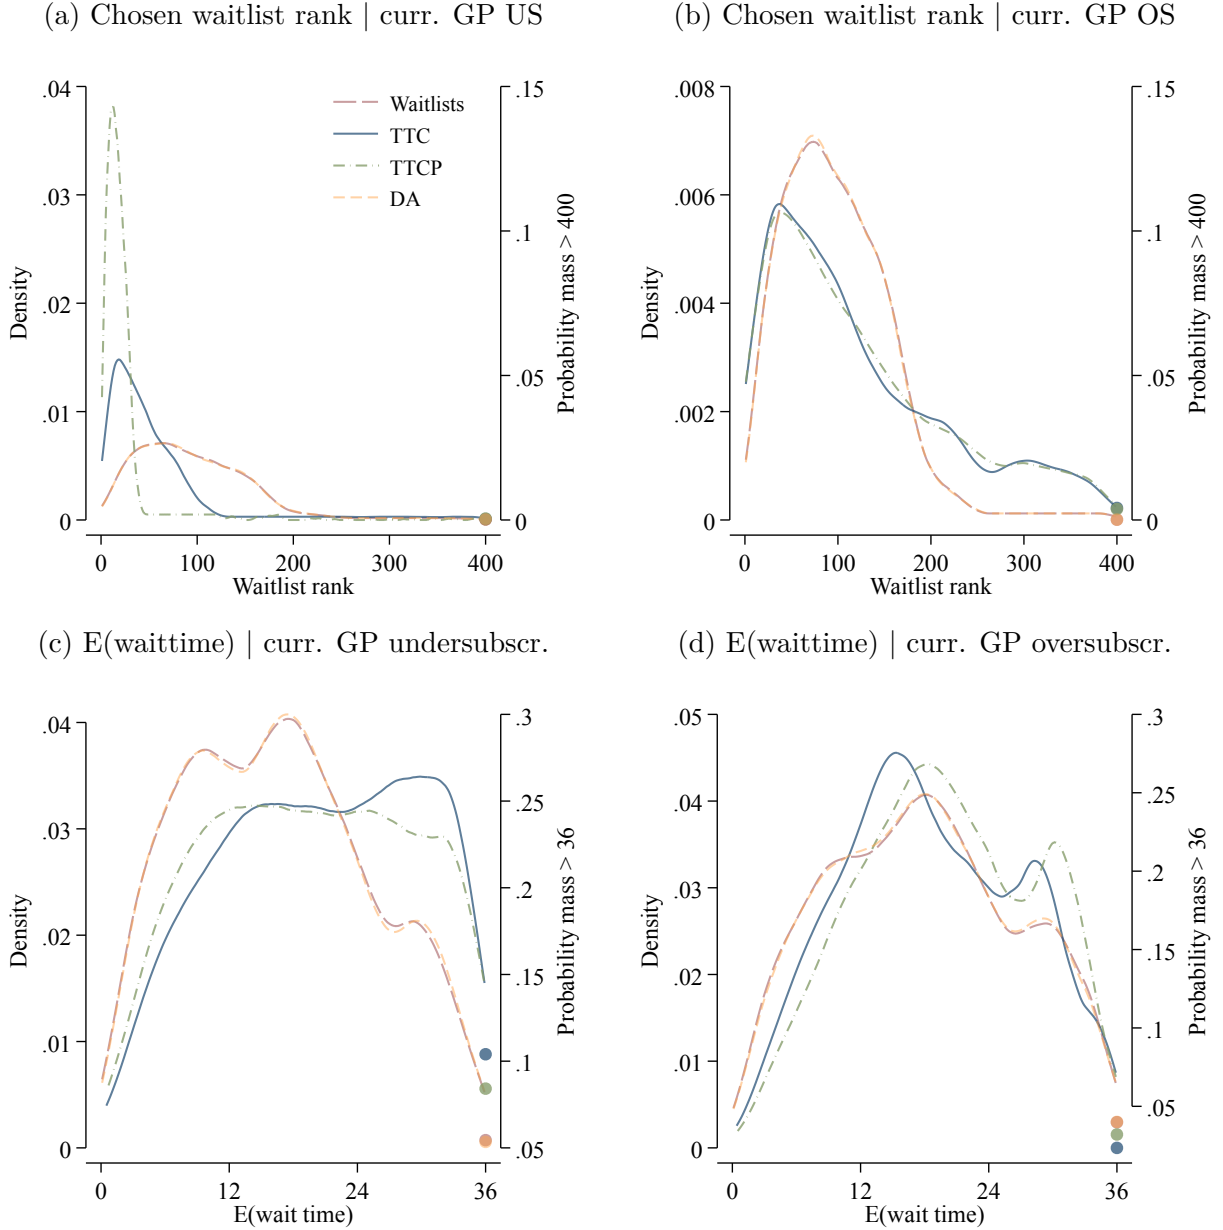 (a) Chosen waitlist rank | curr. GP US
(b) Chosen waitlist rank | curr. GP OS
.04
.03
.02
.01
0
Density
.15
.1
.05
0
Probability mass > 400
Waitlists
TTC
TTCP
DA
0 100 200 300 400
Waitlist rank
.008
.006
.004
.002
0
Density
.15
.1
.05
0
Probability mass > 400
0 100 200 300 400
Waitlist rank
(c) E(waittime) | curr. GP undersubscr.
(d) E(waittime) | curr. GP oversubscr.
.04
.03
.02
.01
0
Density
.3
.25
.2
.15
.1
.05
Probability mass > 36
0 12 24 36
E(wait time)
.05
.04
.03
.02
.01
0
Density
.3
.25
.2
.15
.1
.05
Probability mass > 36
0 12 24 36
E(wait time)